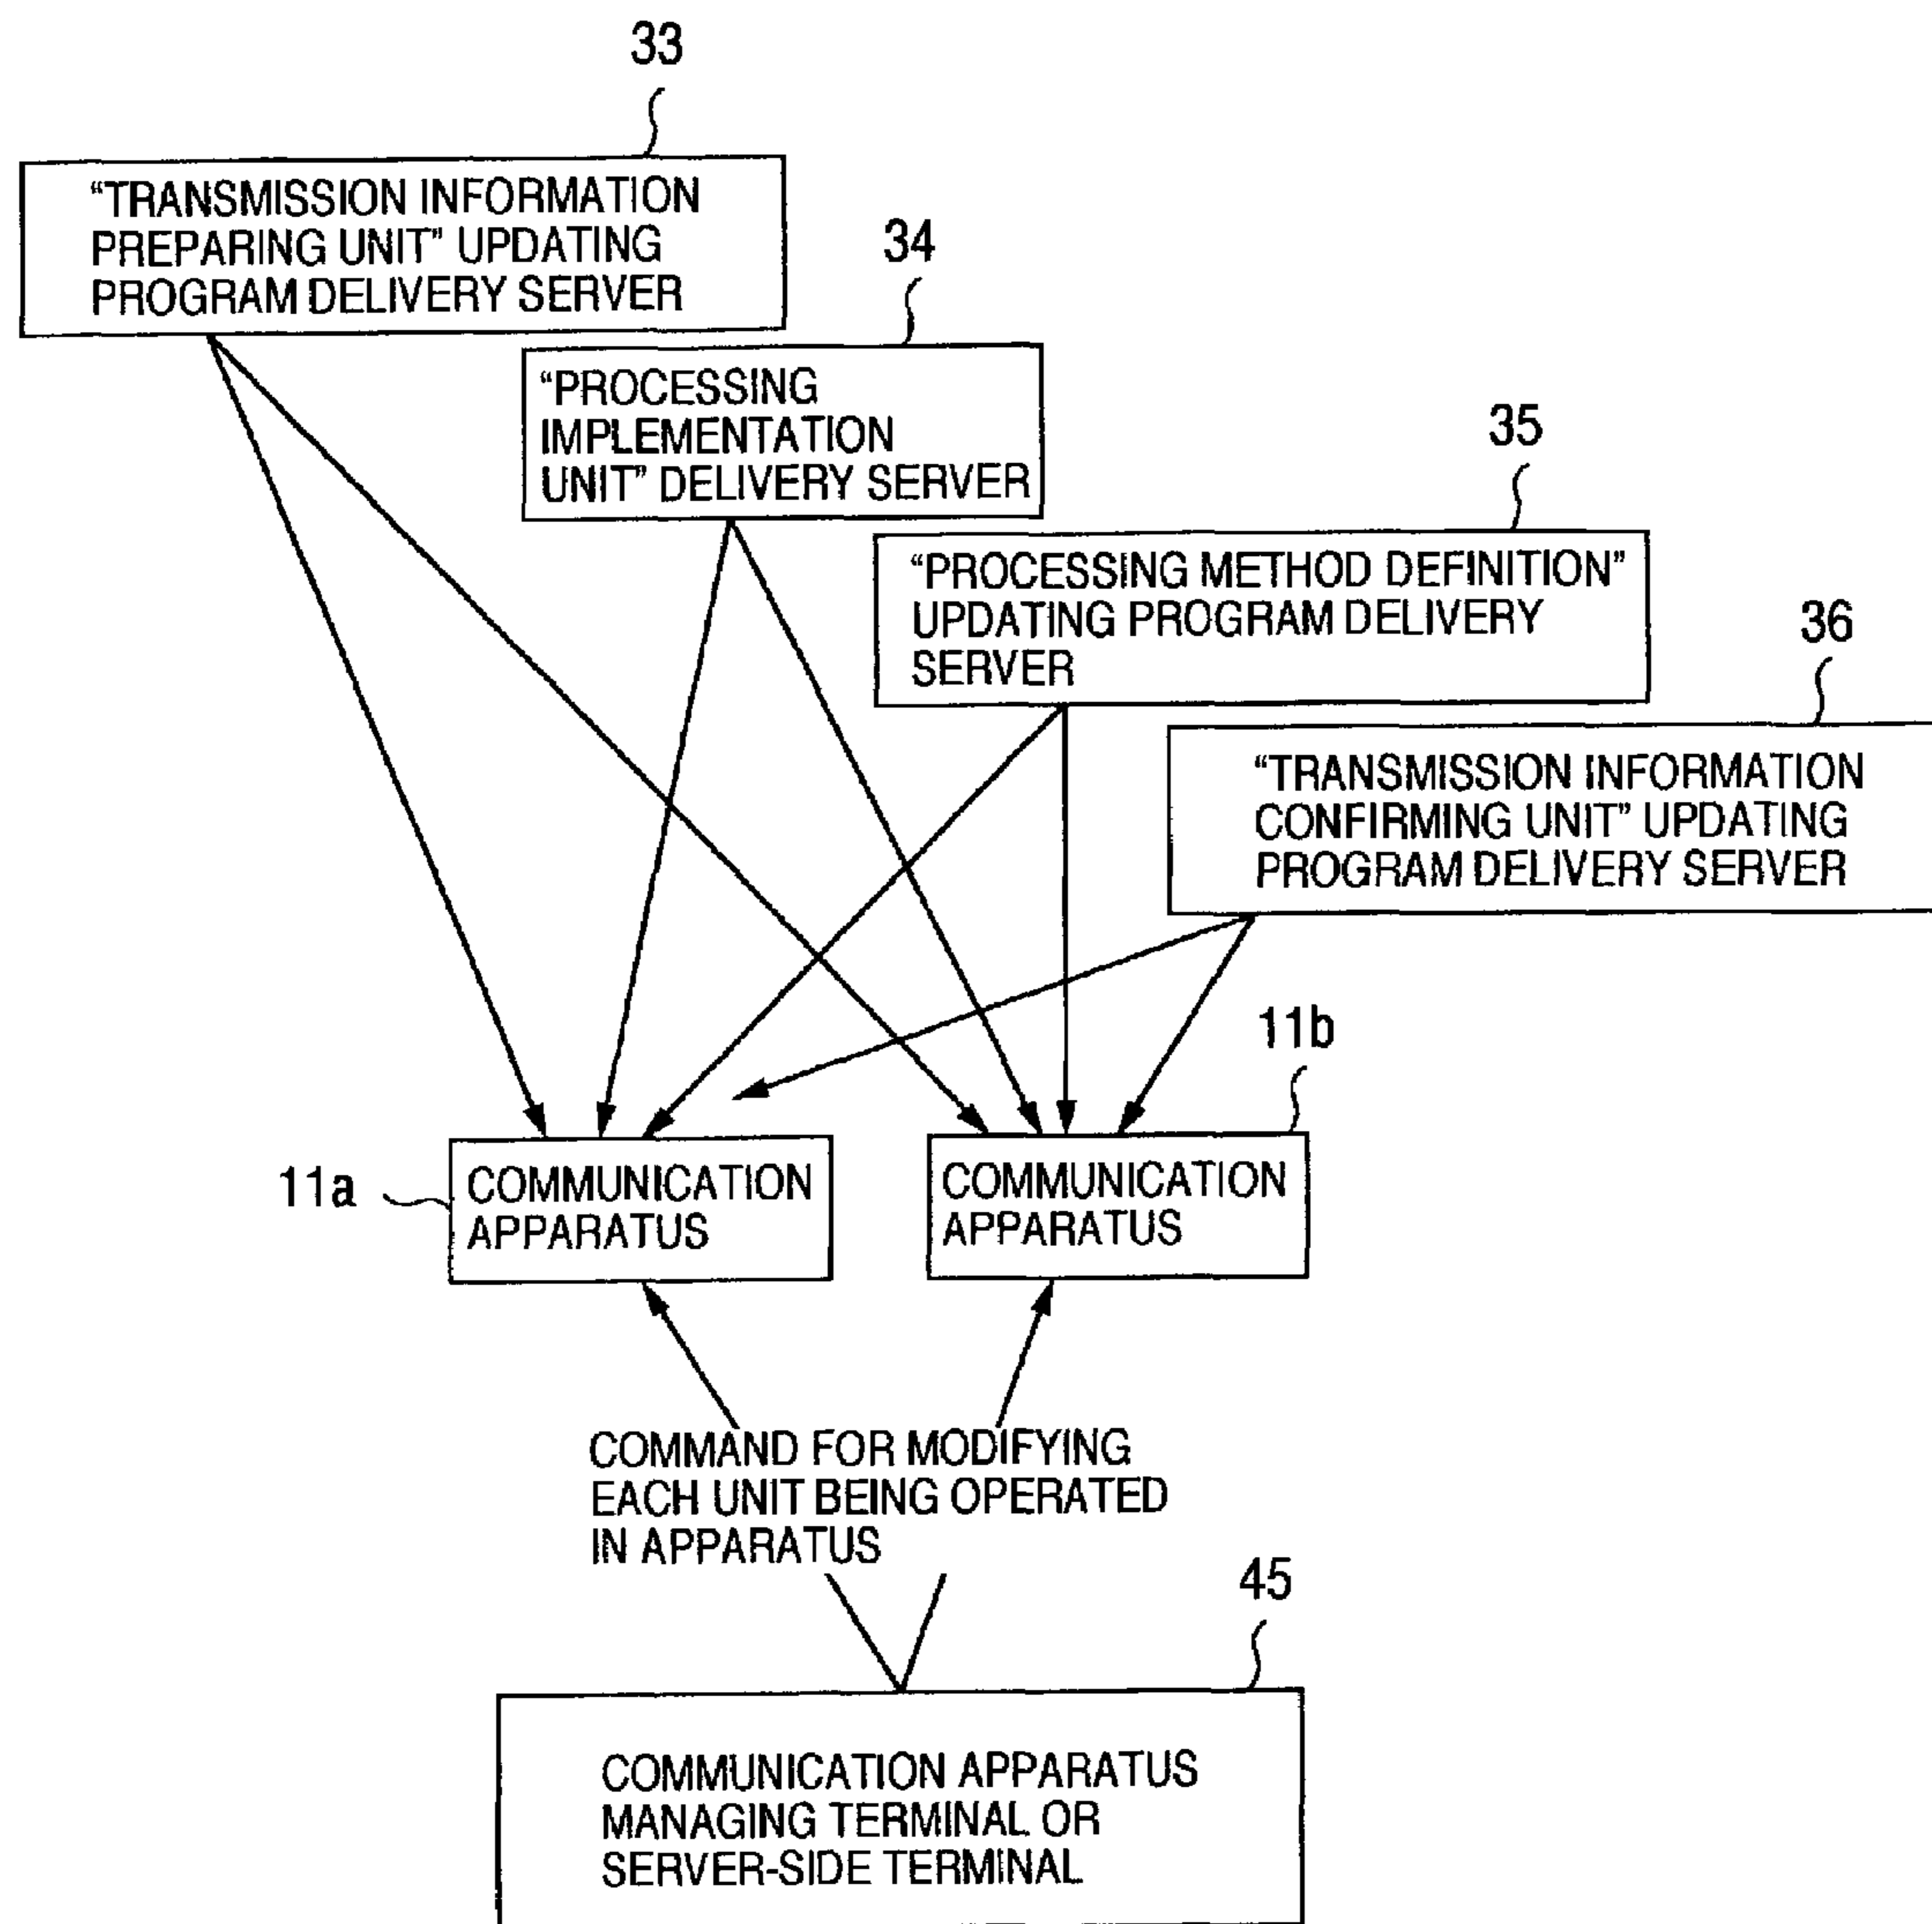 33
“TRANSMISSION INFORMATION
PREPARING UNIT” UPDATING
PROGRAM DELIVERY SERVER
34
“PROCESSING
IMPLEMENTATION
UNIT” DELIVERY SERVER
35
“PROCESSING METHOD DEFINITION”
UPDATING PROGRAM DELIVERY
SERVER
36
“TRANSMISSION INFORMATION
CONFIRMING UNIT” UPDATING
PROGRAM DELIVERY SERVER
11a
COMMUNICATION
APPARATUS
11b
COMMUNICATION
APPARATUS
COMMAND FOR MODIFYING
EACH UNIT BEING OPERATED
IN APPARATUS
45
COMMUNICATION APPARATUS
MANAGING TERMINAL OR
SERVER-SIDE TERMINAL